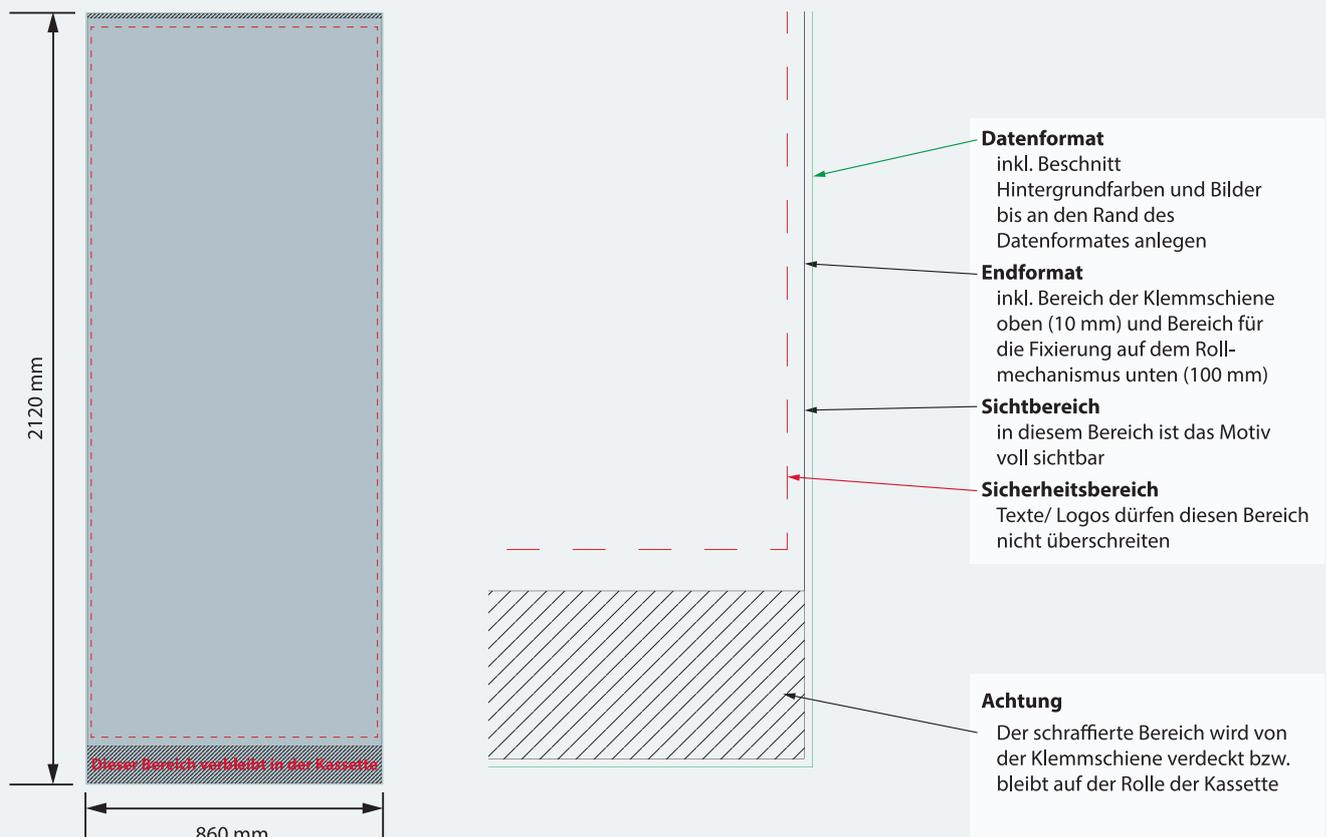 2120 mm
Dieser Bereich verbleibt in der Kassette
860 mm
Datenformat
inkl. Beschnitt
Hintergrundfarben und Bilder
bis an den Rand des
Datenformates anlegen
Endformat
inkl. Bereich der Klemmschiene
oben (10 mm) und Bereich für
die Fixierung auf dem Roll-
mechanismus unten (100 mm)
Sichtbereich
in diesem Bereich ist das Motiv
voll sichtbar
Sicherheitsbereich
Texte/ Logos dürfen diesen Bereich
nicht überschreiten
Achtung
Der schraffierte Bereich wird von
der Klemmschiene verdeckt bzw.
bleibt auf der Rolle der Kassette